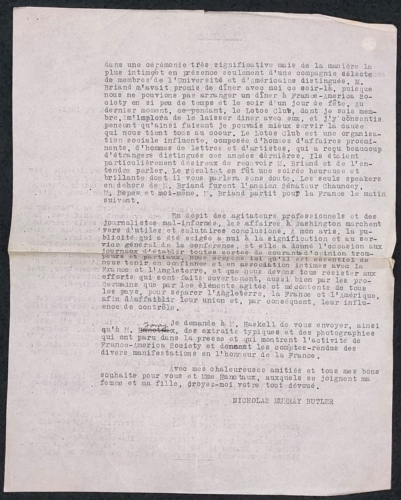 dans une cérémonie très significative mais de la manière la
plus intime, en présence seulement d'une compagnie sélecte
de membres de l'Université et d'Américains distingués. M.
Briand m'avait promis de dîner avec moi ce soir-là, puisque
nous ne pouvions pas arranger un dîner à France-America So-
ciety en si peu de temps et le soir d'un jour de fête. Au
dernier moment, cependant, le Lotos Club, dont je suis mem-
bre, m'implora de le laisser diner avec eux, et j'y consentis
pensant qu'ainsi faisant je pouvais mieux servir la cause
qui nous tient tous au coeur. Le Lotos Club est une organisa-
tion sociale influente, composée d'hommes d'affaires promi-
nents, d'hommes de lettres et d'artistes, qui a reçu beaucoup
d'étrangers distingués ces années dernières. Ils étaient
particulièrement désireux de recevoir M. Briand et de l'en-
tendre parler. Le résultat en fût une soirée heureuse et
brillante dont il vous parlera sans doute. Les seuls speakers
en dehors de M. Briand furent l'ancien Sénateur Chauncey
M. Depew et moi-même. M. Briand partit pour la France le matin
suivant.
En dépit des agitateurs professionnels et des
journalistes mal informés, les affaires à Washington marchent
vers d'utiles et salutaires conclusions. A mon avis, la pu-
blicité qui a été exigée a nui à la signification et au ser-
vice général de la conférence, et elle a donné l'occasion aux
journaux d'établir toutes sortes de courants d'opinion trom-
peurs et partiaux. Nous sentons ici qu'il est essentiel de
nous tenir en confiance et en association intimes avec la
France et l'Angleterre, et que nous devons tous résister aux
efforts qui sont faits ouvertement, aussi bien par les pro-
Germains que par les éléments agités et mécontents de tous
les pays, pour séparer l'Angleterre, la France et l'Amérique,
afin d'affaiblir leur union et, par conséquent, leur influen-
ce de contrôle.
Je demande à M. Haskell de vous envoyer, ainsi
qu'à M. des extraits typiques et des photographies
qui ont paru dans la presse et qui montrent l'activité de
France-America Society et donnent les comptes-rendus des
divers manifestations en l'honneur de la France.
Avec mes chaleureuses amitiés et tous mes bons
souhaits pour vous et Mme Hanotaux, auxquels se joignent ma
femme et ma fille, croyez-moi votre tout dévoué.
NICHOLAS MURRAY BUTLER